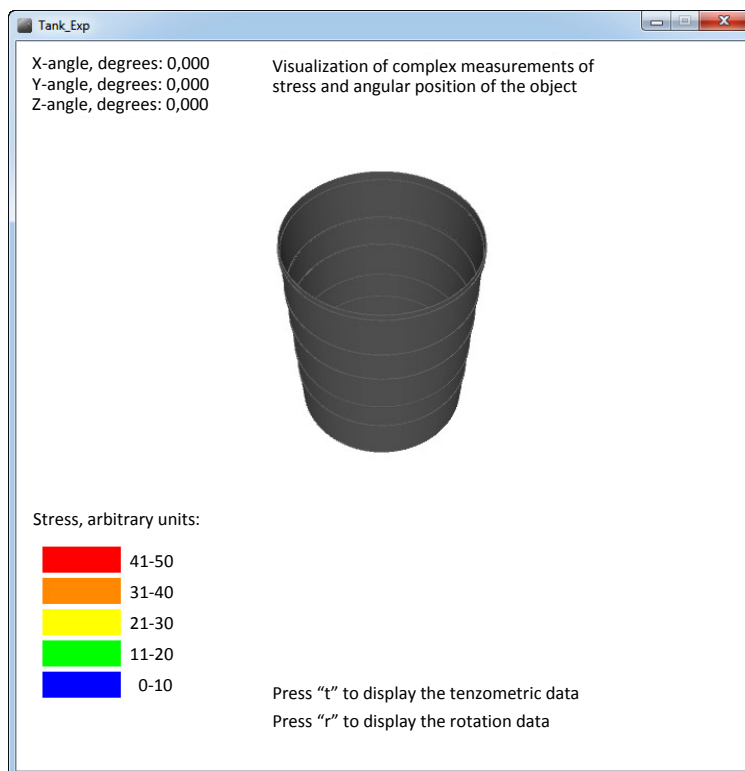 Tank_Exp
X-angle, degrees: 0,000
Y-angle, degrees: 0,000
Z-angle, degrees: 0,000
Visualization of complex measurements of
stress and angular position of the object
Stress, arbitrary units:
41-50
31-40
21-30
11-20
0-10
Press “t” to display the tenzometric data
Press “r” to display the rotation data